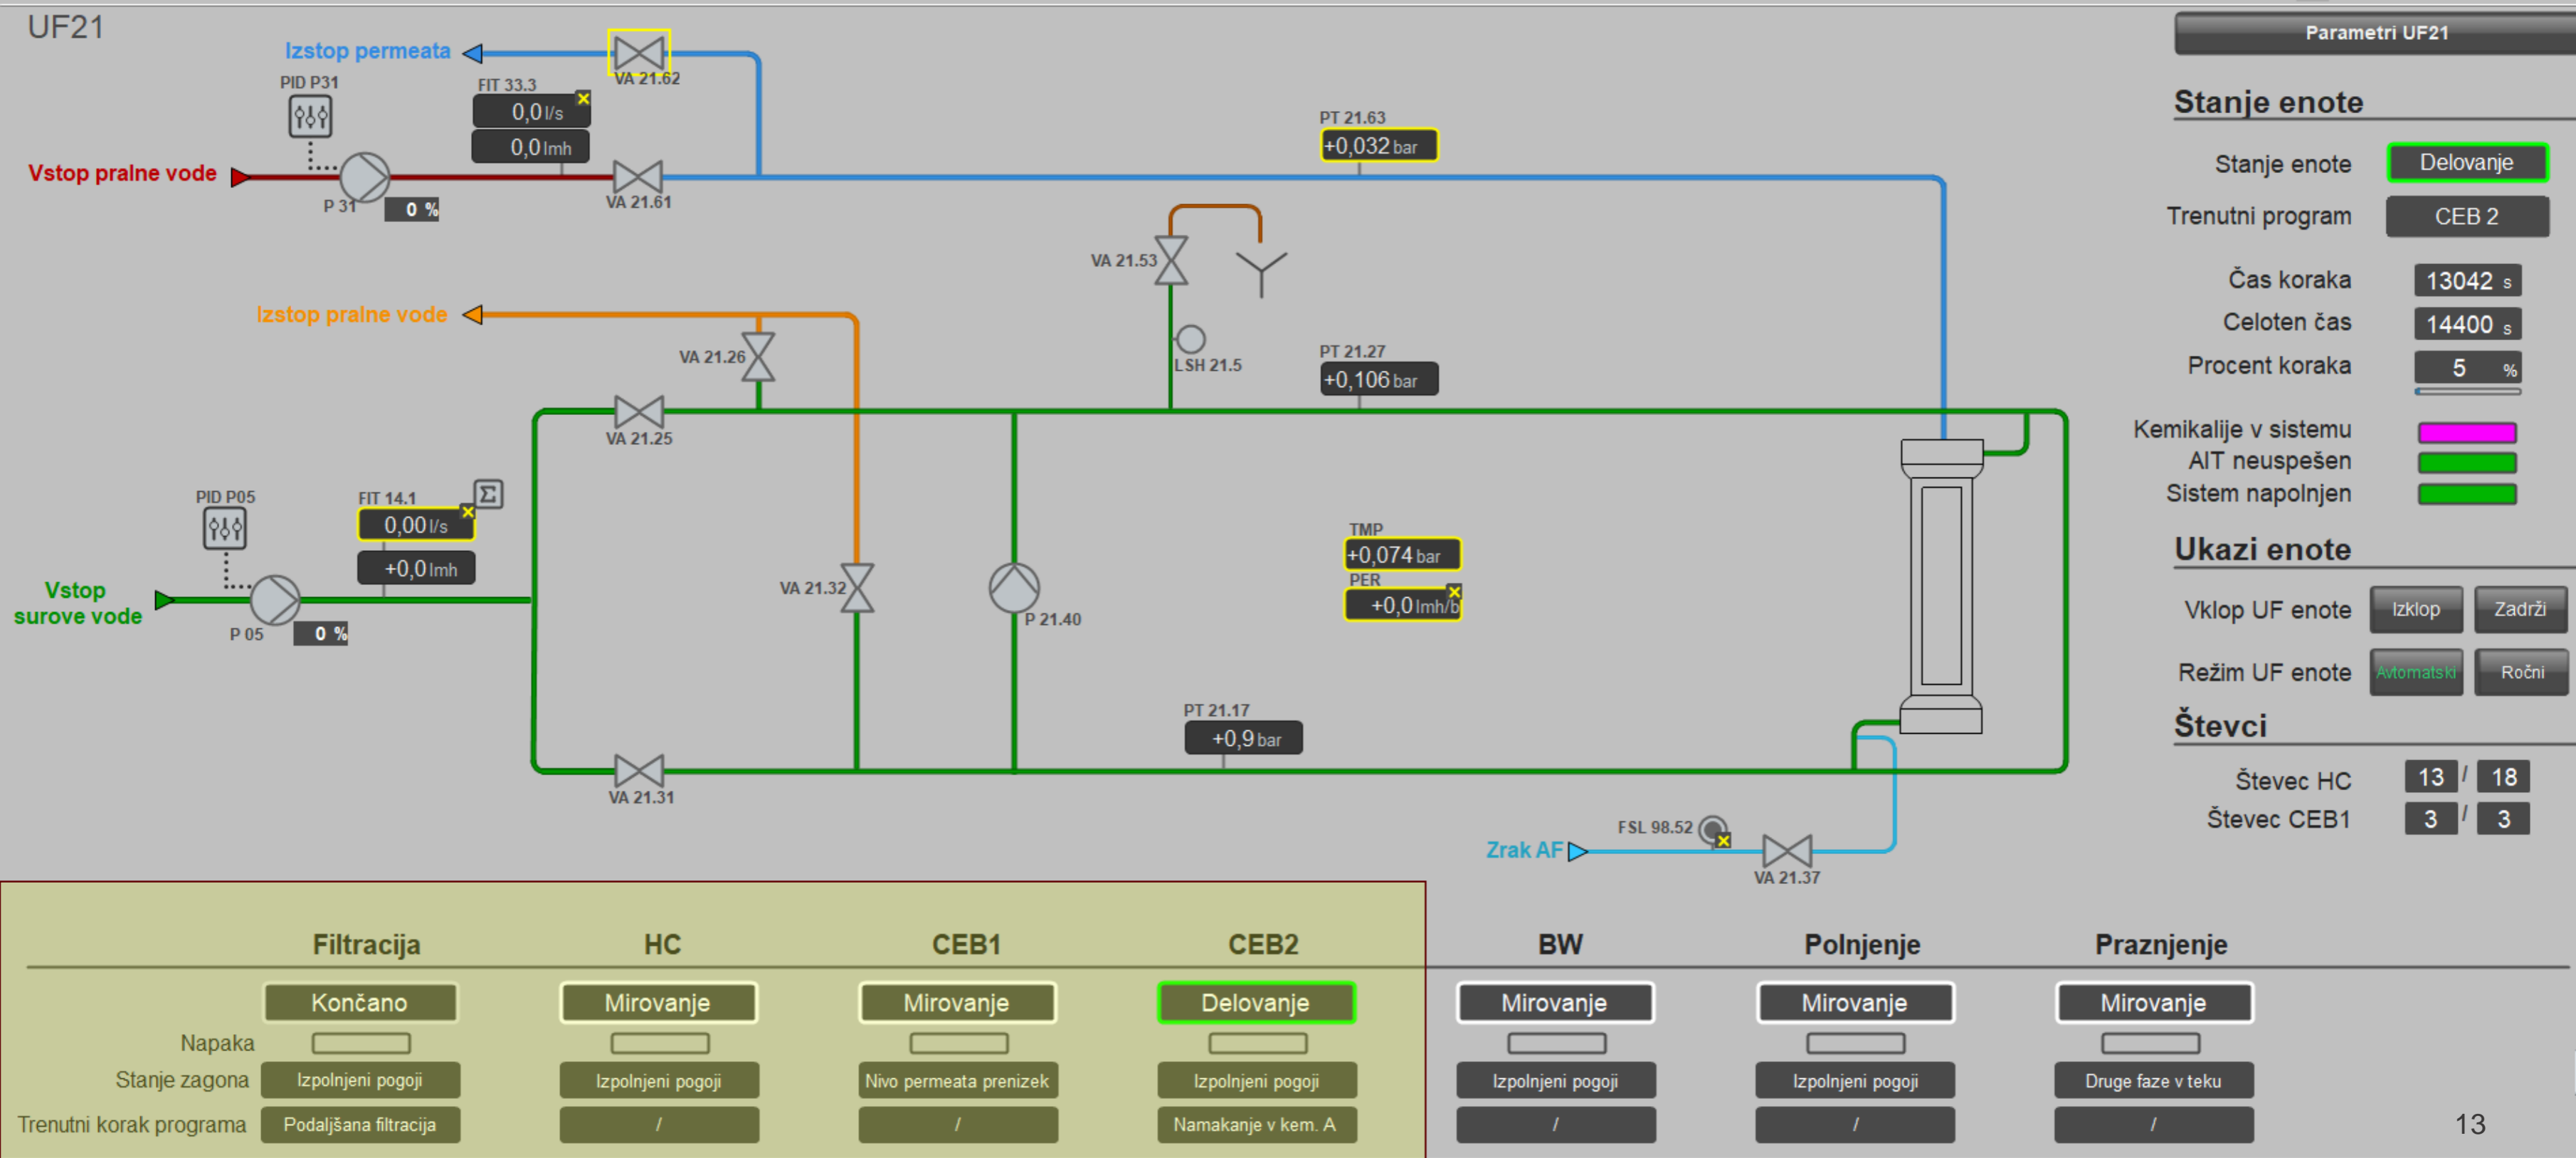 UF21
Izstop permeata
VA 21.62
PID P31
FIT 33.3
0,0 l/s
0,0 lmh
Vstop pralne vode
P 31
0 %
VA 21.61
PT 21.63
+0,032 bar
VA 21.53
LSH 21.5
Izstop pralne vode
VA 21.26
PT 21.27
+0,106 bar
VA 21.25
PID P05
FIT 14.1
Σ
0,00 l/s
+0,0 lmh
Vstop
surove vode
P 05
0 %
VA 21.32
P 21.40
TMP
+0,074 bar
PER
+0,0 lmh/b
PT 21.17
+0,9 bar
VA 21.31
FSL 98.52
Zrak AF
VA 21.37
Parametri UF21
Stanje enote
Stanje enote Delovanje
Trenutni program CEB 2
Čas koraka 13042 s
Celoten čas 14400 s
Procent koraka 5 %
Kemikalije v sistemu
AIT neuspešen
Sistem napolnjen
Ukazi enote
Vklop UF enote Izklop Zadrži
Režim UF enote Avtomatski Ročni
Števci
Števec HC 13 / 18
Števec CEB1 3 / 3
Filtracija HC CEB1 CEB2 BW Polnjenje Praznjenje
Končano Mirovanje Mirovanje Delovanje Mirovanje Mirovanje Mirovanje
Napaka
Stanje zagona Izpolnjeni pogoji Izpolnjeni pogoji Nivo permeata prenizek Izpolnjeni pogoji Izpolnjeni pogoji Izpolnjeni pogoji Druge faze v teku
Trenutni korak programa Podaljšana filtracija / / Namakanje v kem. A / / /
13